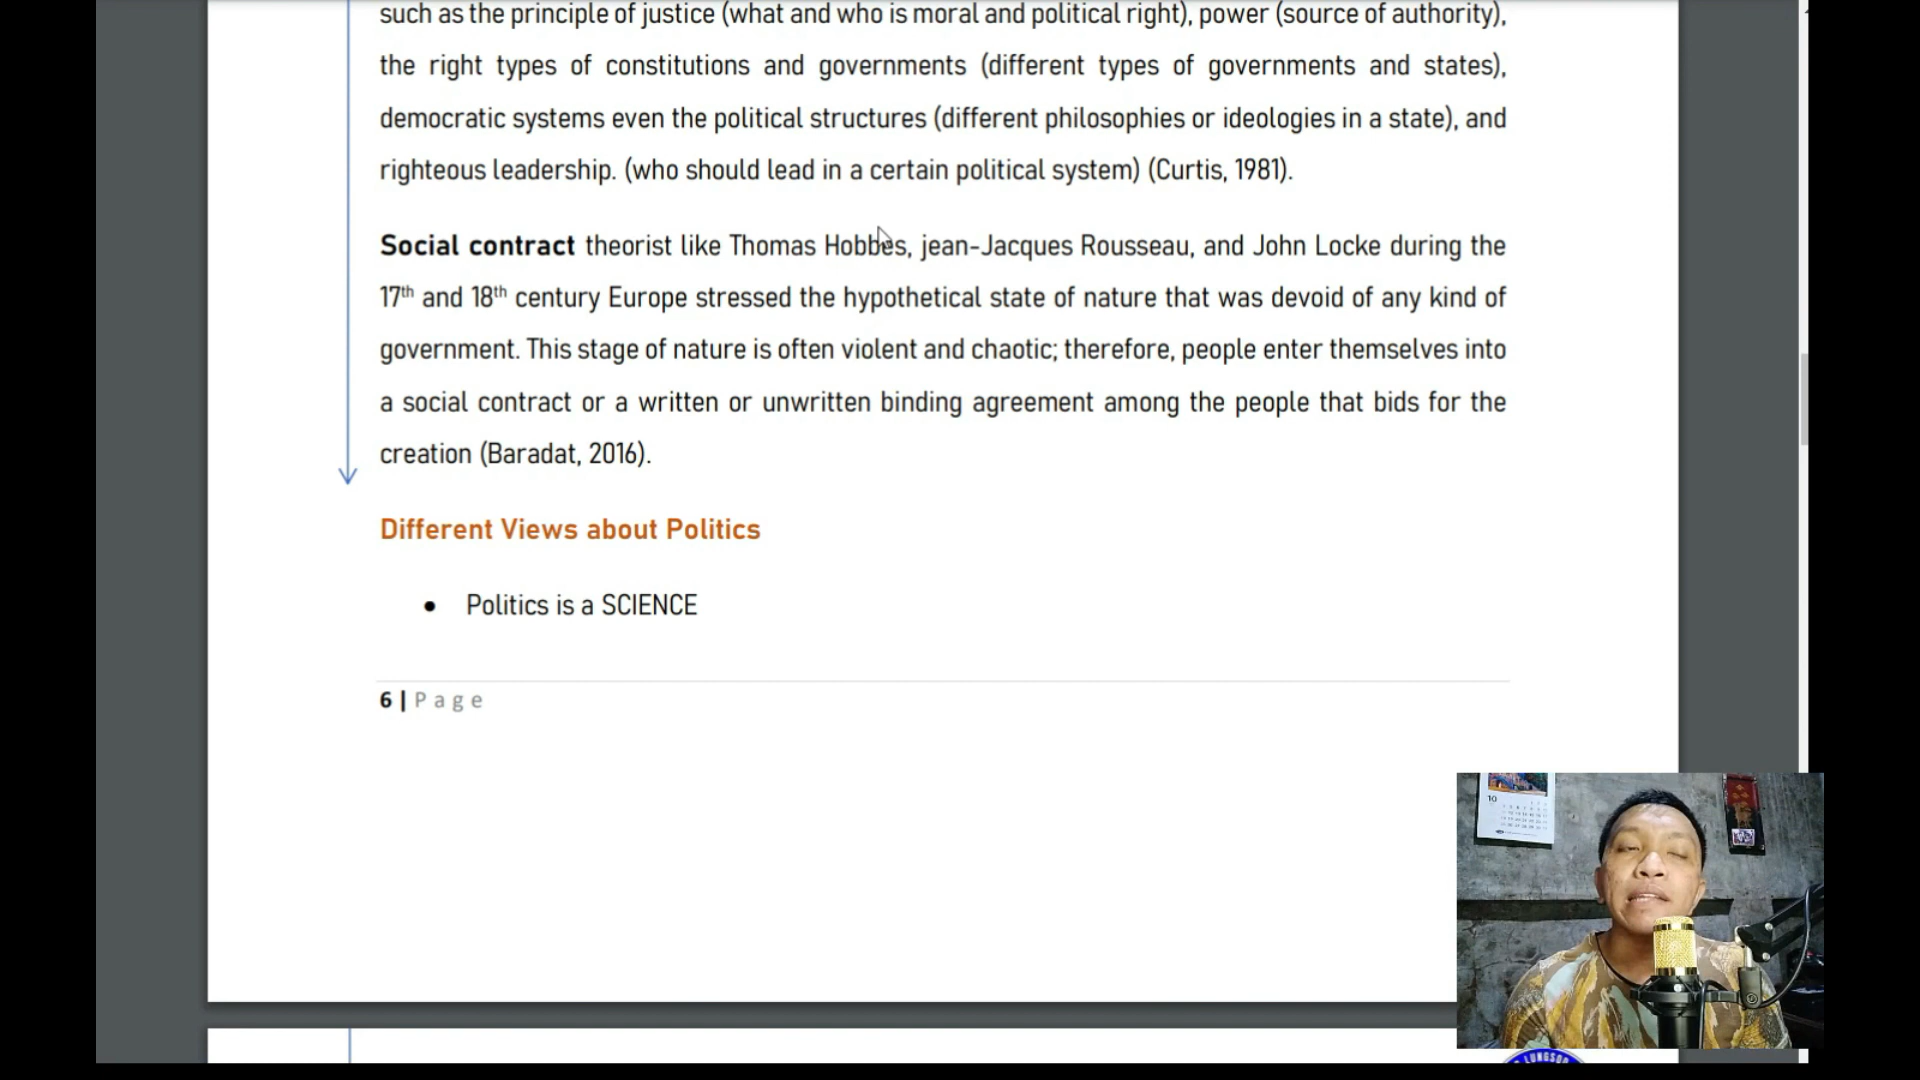 such as the principle of justice (what and who is moral and political right), power (source of authority),
the right types of constitutions and governments (different types of governments and states),
democratic systems even the political structures (different philosophies or ideologies in a state), and
righteous leadership. (who should lead in a certain political system) (Curtis, 1981).
Social contract theorist like Thomas Hobbes, jean-Jacques Rousseau, and John Locke during the
17th and 18th century Europe stressed the hypothetical state of nature that was devoid of any kind of
government. This stage of nature is often violent and chaotic; therefore, people enter themselves into
a social contract or a written or unwritten binding agreement among the people that bids for the
creation (Baradat, 2016).
Different Views about Politics
• Politics is a SCIENCE
6 | Page
10
LUNGSOD